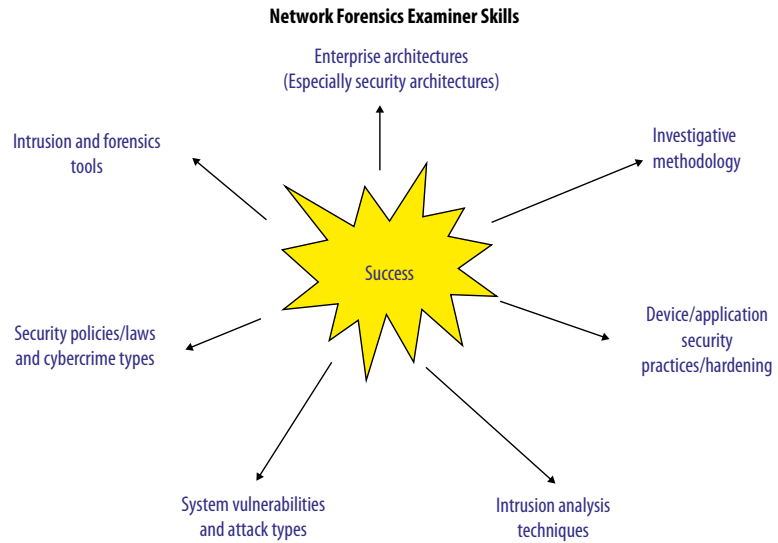 Network Forensics Examiner Skills
Enterprise architectures
(Especially security architectures)
Intrusion and forensics
tools
Investigative
methodology
Success
Security policies/laws
and cybercrime types
Device/application
security
practices/hardening
System vulnerabilities
and attack types
Intrusion analysis
techniques